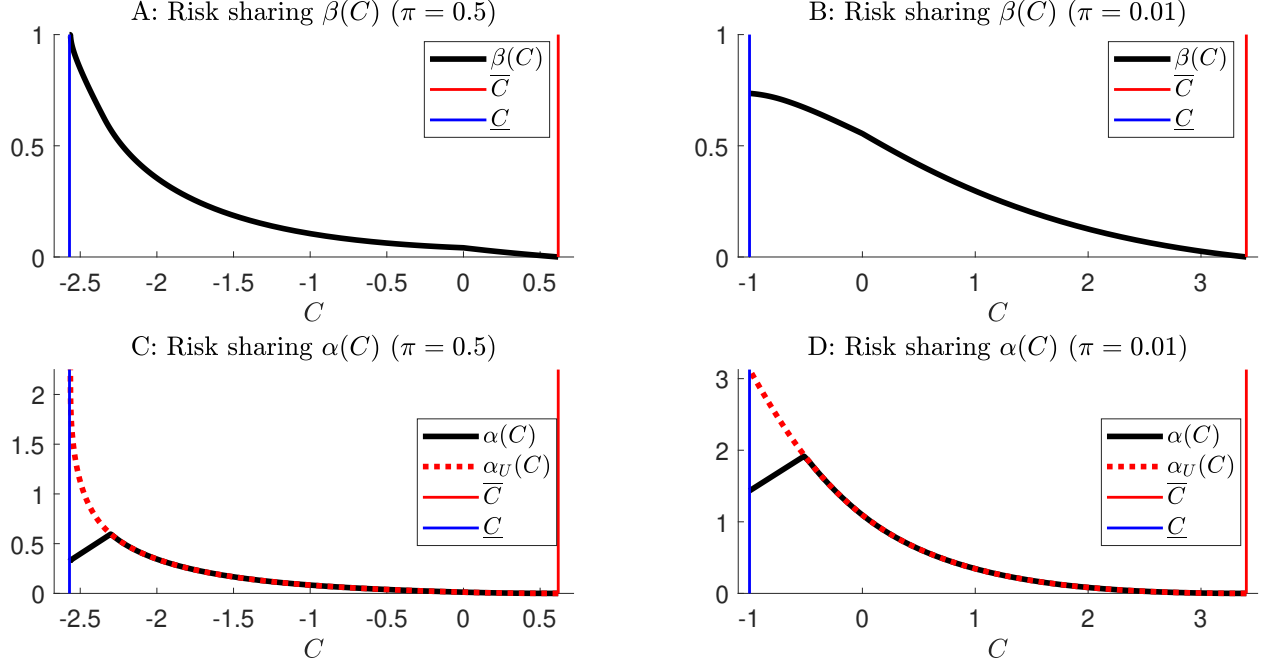 A: Risk sharing β(C) (π = 0.5)
1
0.5
0
-2.5 -2 -1.5 -1 -0.5 0 0.5
C
β(C)
C̅
C̲
B: Risk sharing β(C) (π = 0.01)
1
0.5
0
-1 0 1 2 3
C
β(C)
C̅
C̲
C: Risk sharing α(C) (π = 0.5)
2
1.5
1
0.5
0
-2.5 -2 -1.5 -1 -0.5 0 0.5
C
α(C)
α_U(C)
C̅
C̲
D: Risk sharing α(C) (π = 0.01)
3
2
1
0
-1 0 1 2 3
C
α(C)
α_U(C)
C̅
C̲